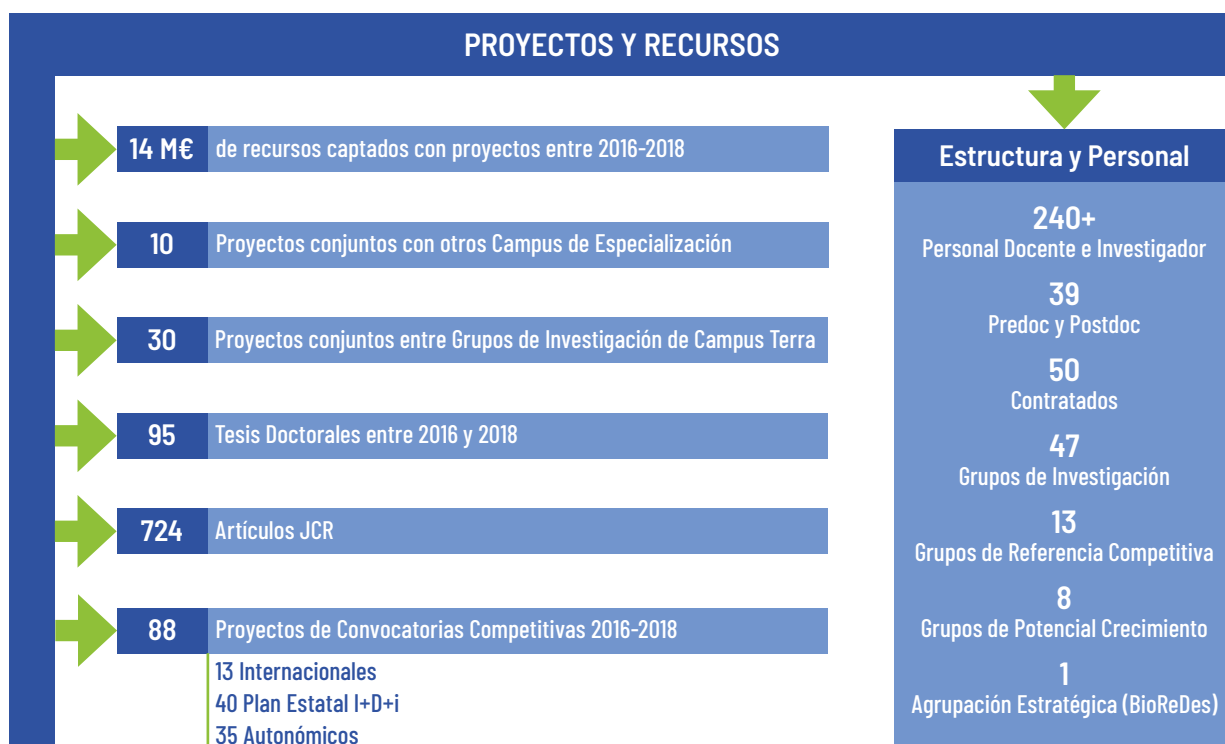 PROYECTOS Y RECURSOS
14 M€ de recursos captados con proyectos entre 2016-2018
10 Proyectos conjuntos con otros Campus de Especialización
30 Proyectos conjuntos entre Grupos de Investigación de Campus Terra
95 Tesis Doctorales entre 2016 y 2018
724 Artículos JCR
88 Proyectos de Convocatorias Competitivas 2016-2018
13 Internacionales
40 Plan Estatal I+D+i
35 Autonómicos
Estructura y Personal
240+
Personal Docente e Investigador
39
Predoc y Postdoc
50
Contratados
47
Grupos de Investigación
13
Grupos de Referencia Competitiva
8
Grupos de Potencial Crecimiento
1
Agrupación Estratégica (BioReDes)